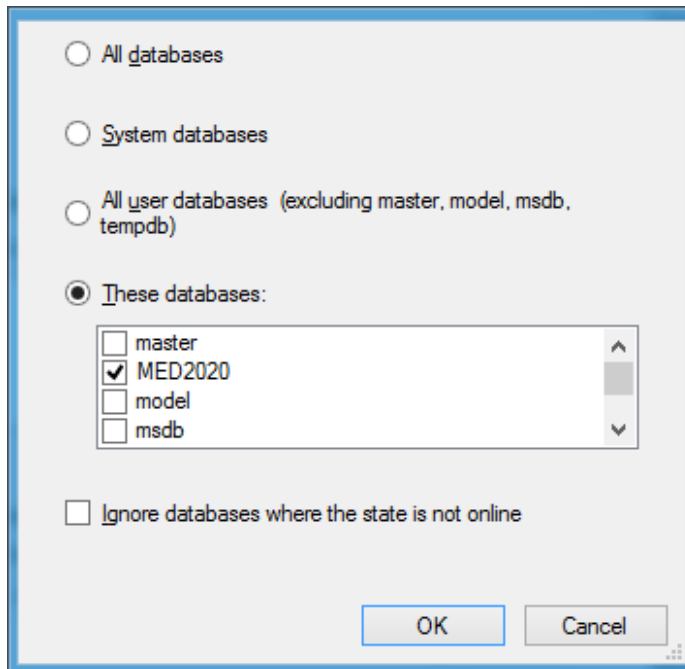 All databases
System databases
All user databases (excluding master, model, msdb,
tempdb)
These databases:
master
MED2020
model
msdb
Ignore databases where the state is not online
OK
Cancel